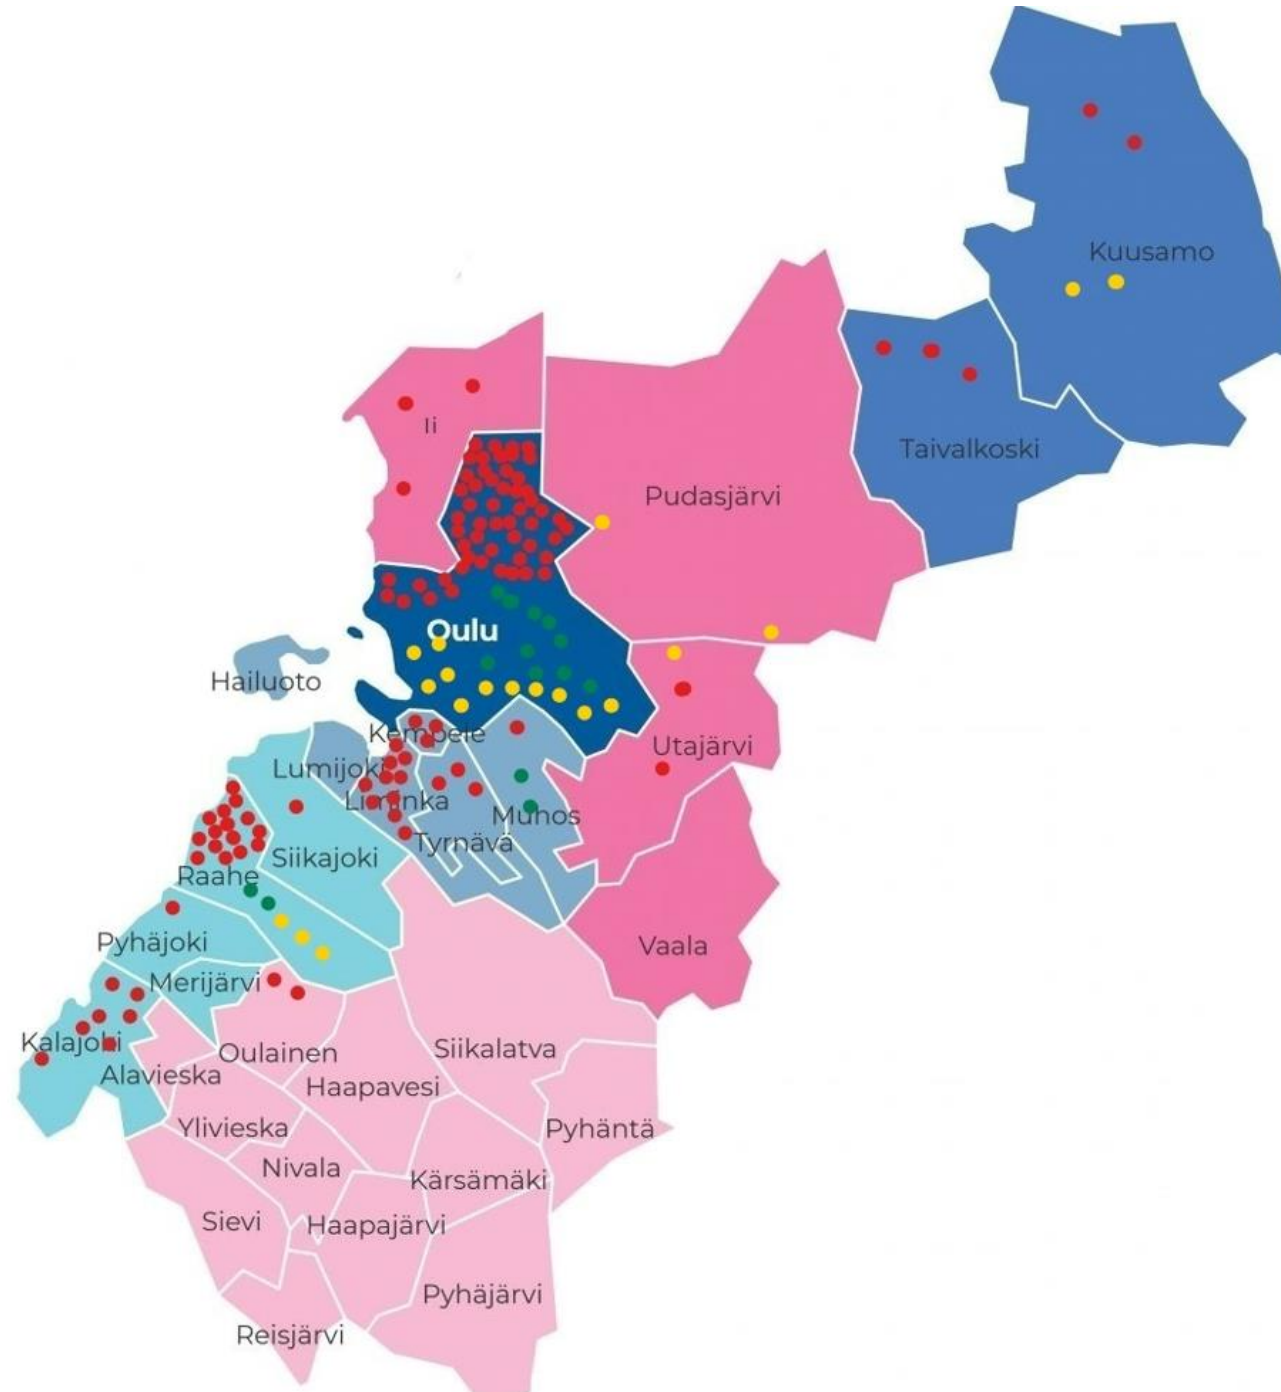 Kuusamo
Ii
Taivalkoski
Pudasjärvi
Oulu
Hailuoto
Kempele
Utajärvi
Lumijoki
Liminka
Muhos
Tyrnävä
Siikajoki
Raahe
Pyhäjoki
Vaala
Merijärvi
Kalajoki
Oulainen
Siikalatva
Alavieska
Haapavesi
Ylivieska
Pyhäntä
Nivala
Kärsämäki
Sievi
Haapajärvi
Pyhäjärvi
Reisjärvi